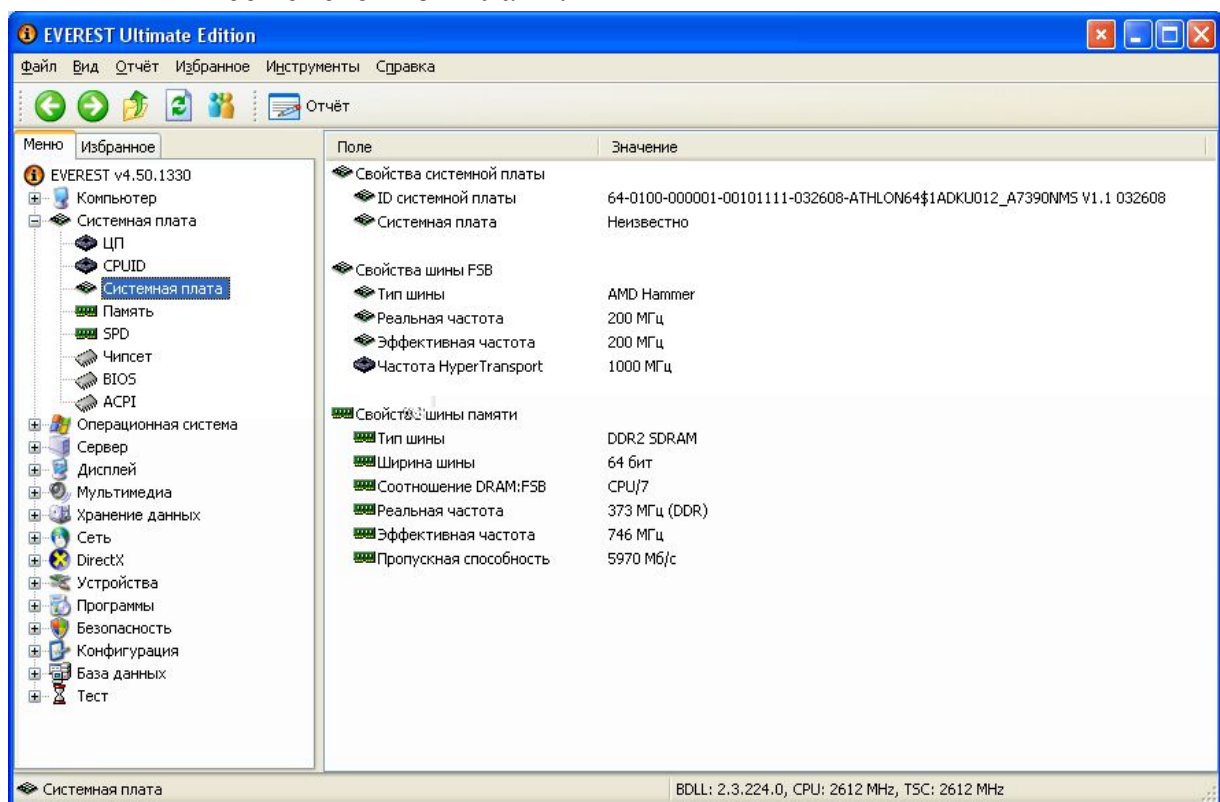 EVEREST Ultimate Edition
Файл Вид Отчёт Избранное Инструменты Справка
Отчёт
Меню Избранное
EVEREST v4.50.1330
Компьютер
Системная плата
ЦП
CPUID
Системная плата
Память
SPD
Чипсет
BIOS
ACPI
Операционная система
Сервер
Дисплей
Мультимедиа
Хранение данных
Сеть
DirectX
Устройства
Программы
Безопасность
Конфигурация
База данных
Тест
Поле Значение
Свойства системной платы
ID системной платы 64-0100-000001-00101111-032608-ATHLON64$1ADKU012_A7390NMS V1.1 032608
Системная плата Неизвестно
Свойства шины FSB
Тип шины AMD Hammer
Реальная частота 200 МГц
Эффективная частота 200 МГц
Частота HyperTransport 1000 МГц
Свойства шины памяти
Тип шины DDR2 SDRAM
Ширина шины 64 бит
Соотношение DRAM:FSB CPU/7
Реальная частота 373 МГц (DDR)
Эффективная частота 746 МГц
Пропускная способность 5970 Мб/с
Системная плата BDLL: 2.3.224.0, CPU: 2612 MHz, TSC: 2612 MHz